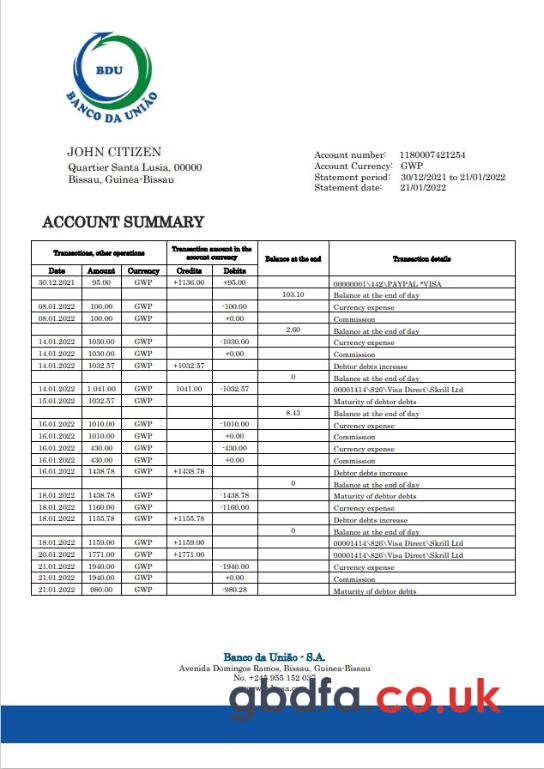 BDU
BANCO DA UNIÃO
JOHN CITIZEN
Quartier Santa Lusia, 00000
Bissau, Guinea-Bissau
Account number: 1180007421254
Account Currency: GWP
Statement period: 30/12/2021 to 21/01/2022
Statement date: 21/01/2022
ACCOUNT SUMMARY
Transactions, other operations Transaction amount in the account currency Balance at the end Transaction details
Date Amount Currency Credits Debits
30.12.2021 95.00 GWP +1136.00 +95.00 00000001\442\PAYPAL *VISA
103.10 Balance at the end of day
08.01.2022 100.00 GWP -100.00 Currency expense
08.01.2022 100.00 GWP +0.00 Commission
2.60 Balance at the end of day
14.01.2022 1030.00 GWP -1030.00 Currency expense
14.01.2022 1030.00 GWP +0.00 Commission
14.01.2022 1032.57 GWP +1032.57 Debtor debts increase
0 Balance at the end of day
14.01.2022 1.041.00 GWP 1041.00 -1032.57 00001414\826\Visa Direct\Skrill Ltd
15.01.2022 1032.57 GWP Maturity of debtor debts
8.43 Balance at the end of day
16.01.2022 1010.00 GWP -1010.00 Currency expense
16.01.2022 1010.00 GWP +0.00 Commission
16.01.2022 430.00 GWP -430.00 Currency expense
16.01.2022 430.00 GWP +0.00 Commission
16.01.2022 1438.78 GWP +1438.78 Debtor debts increase
0 Balance at the end of day
18.01.2022 1438.78 GWP -1438.78 Maturity of debtor debts
18.01.2022 1160.00 GWP -1160.00 Currency expense
18.01.2022 1155.78 GWP +1155.78 Debtor debts increase
0 Balance at the end of day
18.01.2022 1159.00 GWP +1159.00 00001414\826\Visa Direct\Skrill Ltd
20.01.2022 1771.00 GWP +1771.00 00001414\826\Visa Direct\Skrill Ltd
21.01.2022 1940.00 GWP -1940.00 Currency expense
21.01.2022 1940.00 GWP +0.00 Commission
21.01.2022 980.00 GWP -980.28 Maturity of debtor debts
Banco da União - S.A.
Avenida Domingos Ramos, Bissau, Guinea-Bissau
No. +245 955 152 037
gbdfa.co.uk